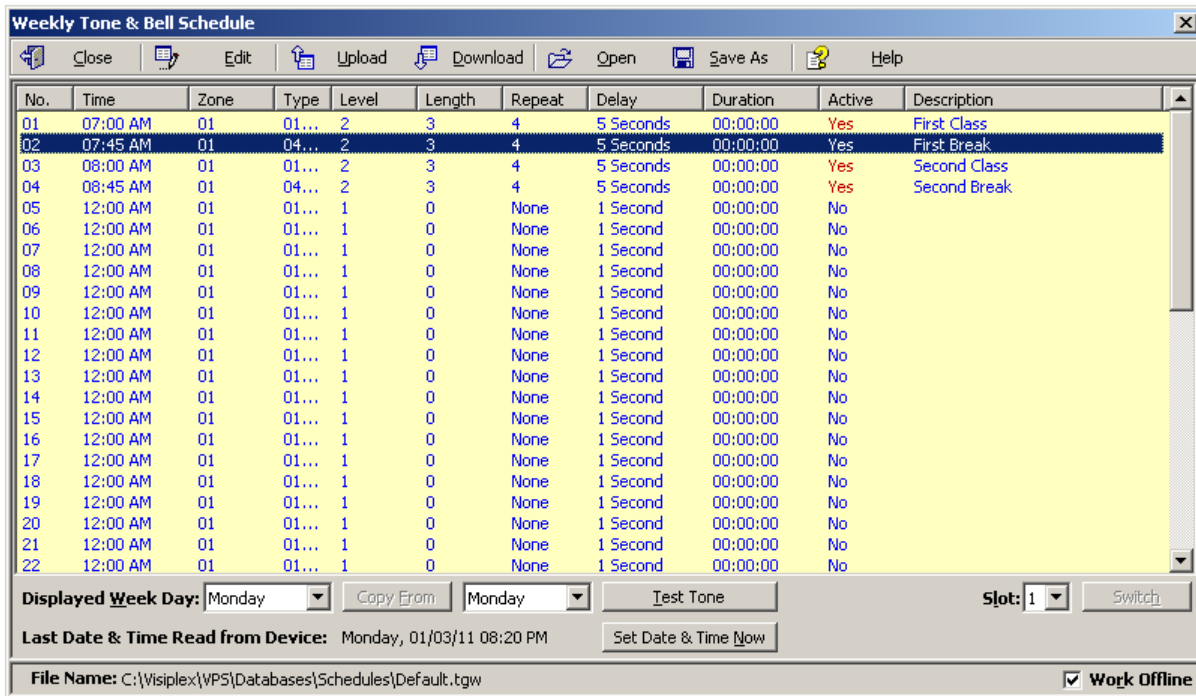 Weekly Tone & Bell Schedule
Close Edit Upload Download Open Save As Help
No. Time Zone Type Level Length Repeat Delay Duration Active Description
01 07:00 AM 01 01... 2 3 4 5 Seconds 00:00:00 Yes First Class
02 07:45 AM 01 04... 2 3 4 5 Seconds 00:00:00 Yes First Break
03 08:00 AM 01 01... 2 3 4 5 Seconds 00:00:00 Yes Second Class
04 08:45 AM 01 04... 2 3 4 5 Seconds 00:00:00 Yes Second Break
05 12:00 AM 01 01... 1 0 None 1 Second 00:00:00 No
06 12:00 AM 01 01... 1 0 None 1 Second 00:00:00 No
07 12:00 AM 01 01... 1 0 None 1 Second 00:00:00 No
08 12:00 AM 01 01... 1 0 None 1 Second 00:00:00 No
09 12:00 AM 01 01... 1 0 None 1 Second 00:00:00 No
10 12:00 AM 01 01... 1 0 None 1 Second 00:00:00 No
11 12:00 AM 01 01... 1 0 None 1 Second 00:00:00 No
12 12:00 AM 01 01... 1 0 None 1 Second 00:00:00 No
13 12:00 AM 01 01... 1 0 None 1 Second 00:00:00 No
14 12:00 AM 01 01... 1 0 None 1 Second 00:00:00 No
15 12:00 AM 01 01... 1 0 None 1 Second 00:00:00 No
16 12:00 AM 01 01... 1 0 None 1 Second 00:00:00 No
17 12:00 AM 01 01... 1 0 None 1 Second 00:00:00 No
18 12:00 AM 01 01... 1 0 None 1 Second 00:00:00 No
19 12:00 AM 01 01... 1 0 None 1 Second 00:00:00 No
20 12:00 AM 01 01... 1 0 None 1 Second 00:00:00 No
21 12:00 AM 01 01... 1 0 None 1 Second 00:00:00 No
22 12:00 AM 01 01... 1 0 None 1 Second 00:00:00 No
Displayed Week Day: Monday Copy From Monday Test Tone Slot: 1 Switch
Last Date & Time Read from Device: Monday, 01/03/11 08:20 PM Set Date & Time Now
File Name: C:\Visiplex\VPS\Databases\Schedules\Default.tgw Work Offline